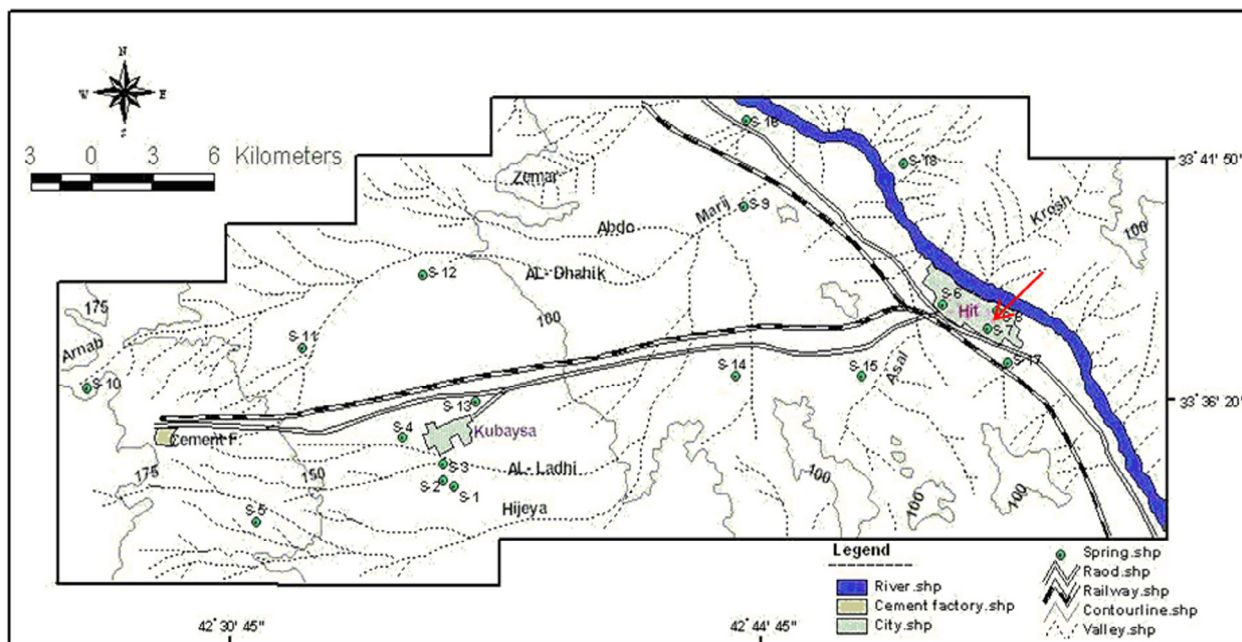 N
W E
S
3 0 3 6 Kilometers
S-16
33° 41' 50"
S-18
Zemar
Marij
S-9
Krosh
100
Abdo
S-12
AL-Dhahik
175
S-6
Hit
S-8
S-7
100
Arnab
S-11
S-17
S-10
S-14
S-15
Asal
33° 36' 20"
S-13
S-4
Kubaysa
Cement F.
175
150
S-3
AL-Ladhi
S-2
S-1
100
100
100
S-5
Hijeya
Legend
River.shp
Cement factory.shp
City.shp
Spring.shp
Raod.shp
Railway.shp
Contourline.shp
Valley.shp
42° 30' 45"
42° 44' 45"